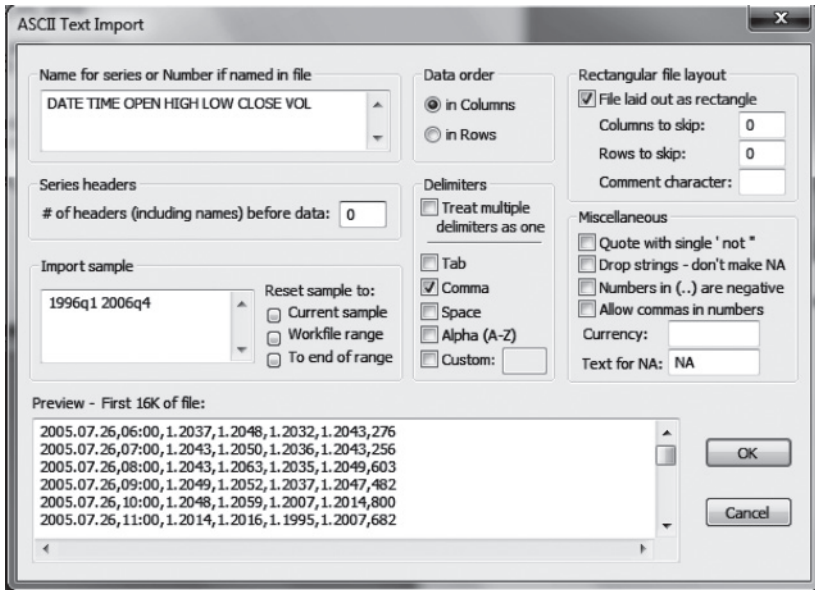 ASCII Text Import
Name for series or Number if named in file
DATE TIME OPEN HIGH LOW CLOSE VOL
Data order
in Columns
in Rows
Rectangular file layout
File laid out as rectangle
Columns to skip: 0
Rows to skip: 0
Comment character:
Series headers
# of headers (including names) before data: 0
Delimiters
Treat multiple
delimiters as one
Tab
Comma
Space
Alpha (A-Z)
Custom:
Miscellaneous
Quote with single ' not "
Drop strings - don't make NA
Numbers in (..) are negative
Allow commas in numbers
Currency:
Text for NA: NA
Import sample
1996q1 2006q4
Reset sample to:
Current sample
Workfile range
To end of range
Preview - First 16K of file:
2005.07.26,06:00,1.2037,1.2048,1.2032,1.2043,276
2005.07.26,07:00,1.2043,1.2050,1.2036,1.2043,256
2005.07.26,08:00,1.2043,1.2063,1.2035,1.2049,603
2005.07.26,09:00,1.2049,1.2052,1.2037,1.2047,482
2005.07.26,10:00,1.2048,1.2059,1.2007,1.2014,800
2005.07.26,11:00,1.2014,1.2016,1.1995,1.2007,682
OK
Cancel